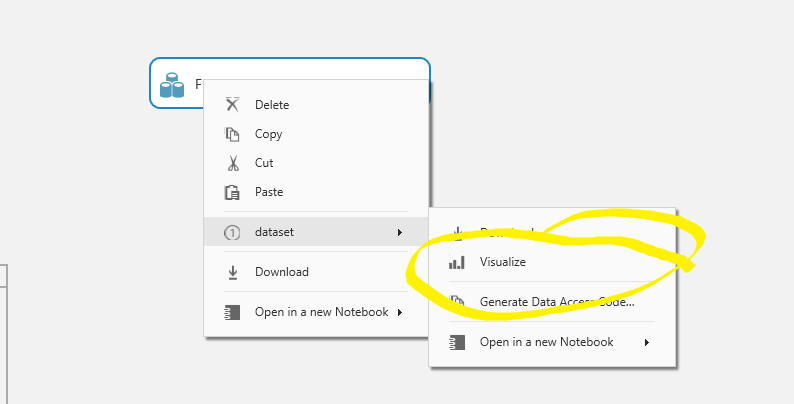 F
Delete
Copy
Cut
Paste
1 dataset
Download
Open in a new Notebook
Download
Visualize
Generate Data Access Code...
Open in a new Notebook